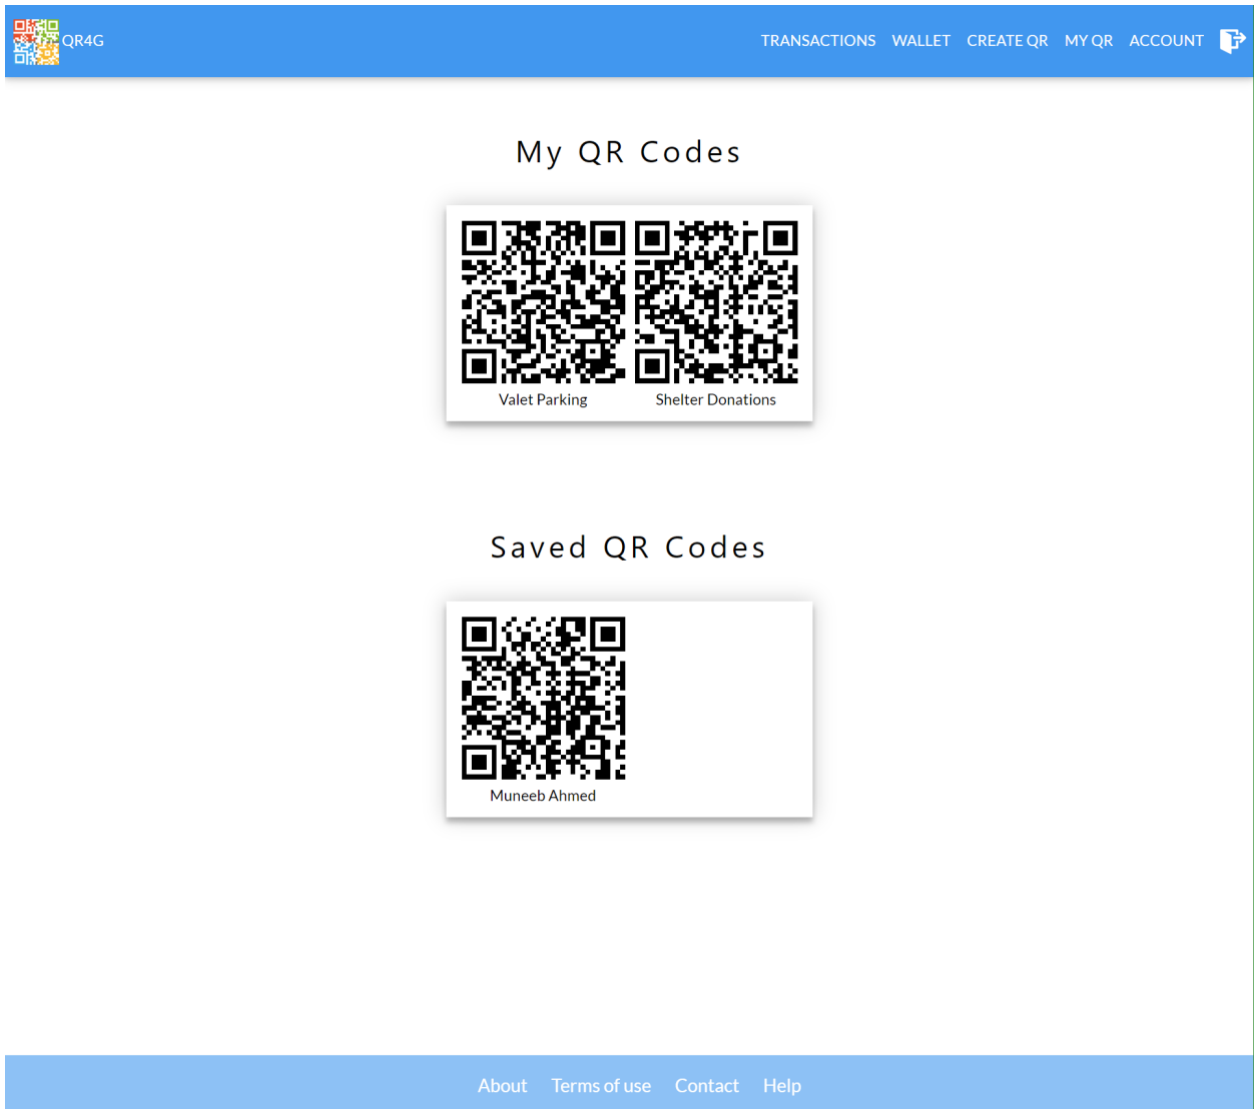 QR4G TRANSACTIONS WALLET CREATE QR MY QR ACCOUNT
My QR Codes
Valet Parking Shelter Donations
Saved QR Codes
Muneeb Ahmed
About Terms of use Contact Help